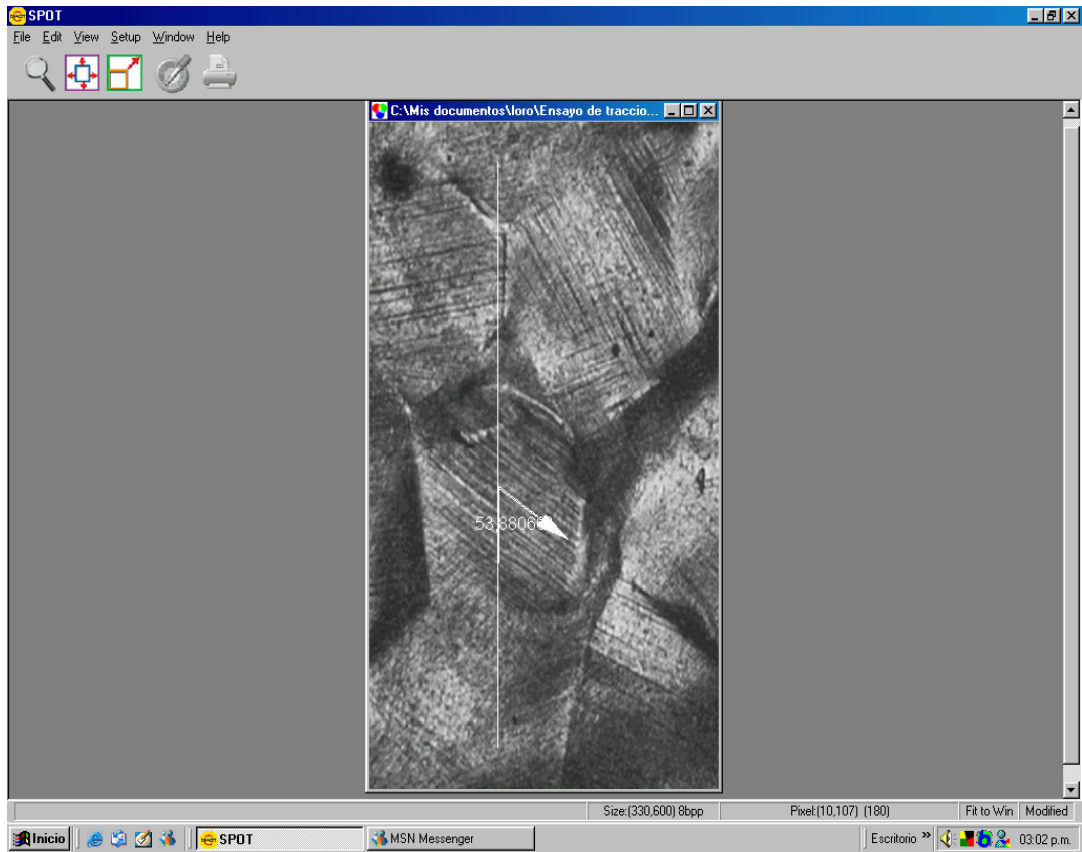 SPOT
File Edit View Setup Window Help
C:\Mis documentos\loro\Ensayo de traccio...
Size:(330,600) 8bpp Pixel:(10,107) (180) Fit to Win Modified
Inicio SPOT MSN Messenger Escritorio » 03:02 p.m.